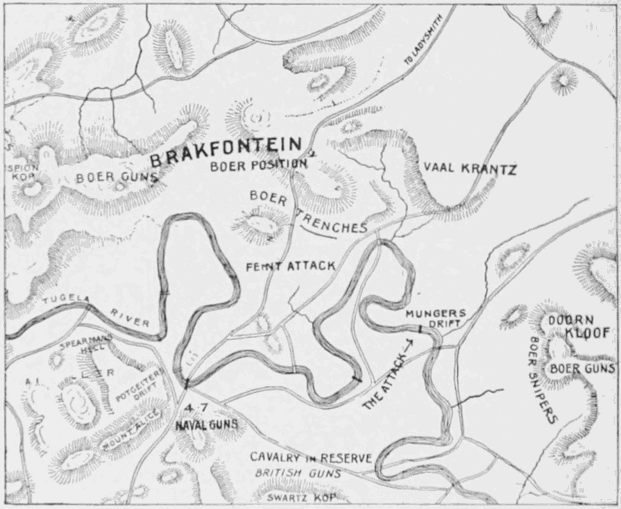 TO LADYSMITH
BRAKFONTEIN
BOER POSITION
SPION
KOP
BOER GUNS
VAAL KRANTZ
BOER
TRENCHES
FEINT ATTACK
TUGELA
RIVER
MUNGERS
DRIFT
DOORN
KLOOF
BOER GUNS
BOER SNIPERS
SPEARMANS
HILL
POTGEITERS
DRIFT
THE ATTACK
MOUNT ALICE
4·7
NAVAL GUNS
CAVALRY IN RESERVE
BRITISH GUNS
SWARTZ KOP